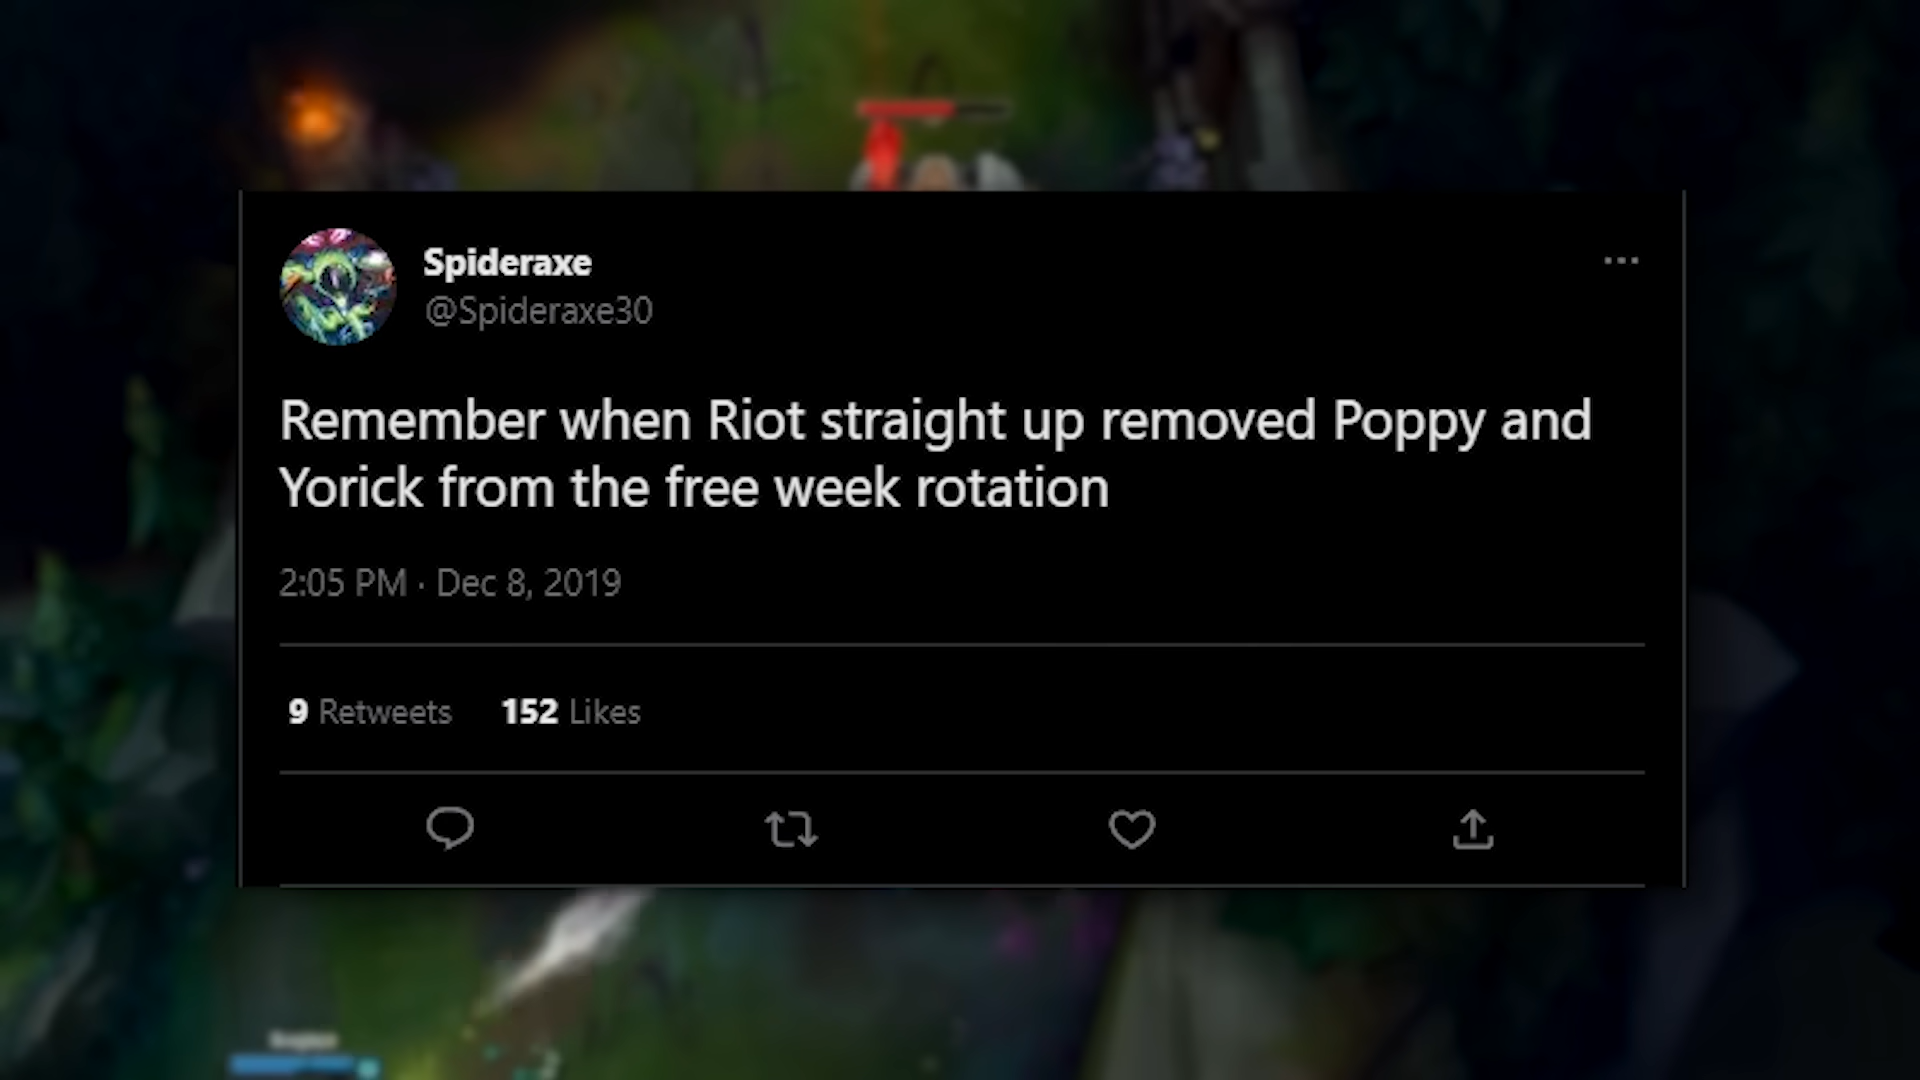 Spideraxe
@Spideraxe30
Remember when Riot straight up removed Poppy and
Yorick from the free week rotation
2:05 PM · Dec 8, 2019
9 Retweets 152 Likes